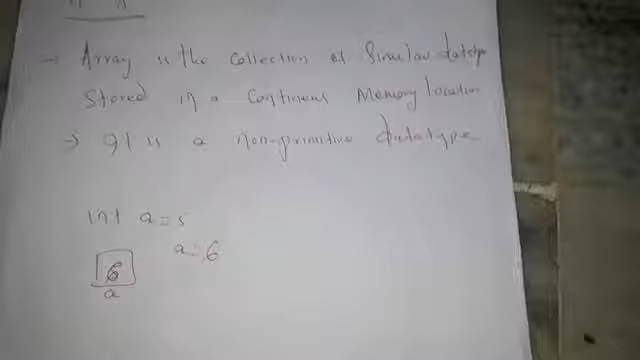 → Array is the collection of Similar datatype
Stored in a Continuous Memory location
→ It is a non-primitive datatype
int a = 5
a = 6
6
a